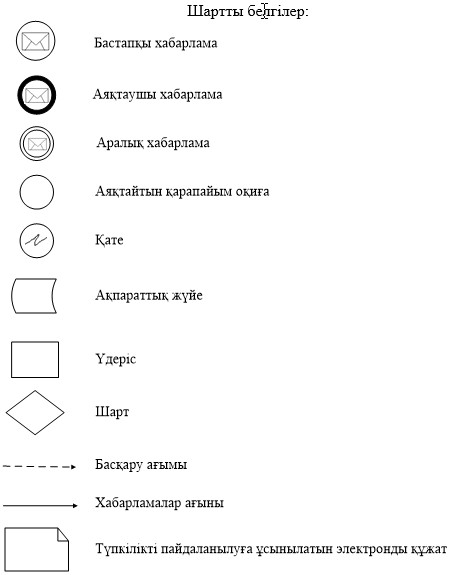 Шартты белгілер:
Бастапқы хабарлама
Аяқтаушы хабарлама
Аралық хабарлама
Аяқтайтын қарапайым оқиға
Қате
Ақпараттық жүйе
Үдеріс
Шарт
Басқару ағымы
Хабарламалар ағыны
Түпкілікті пайдаланылуға ұсынылатын электронды құжат